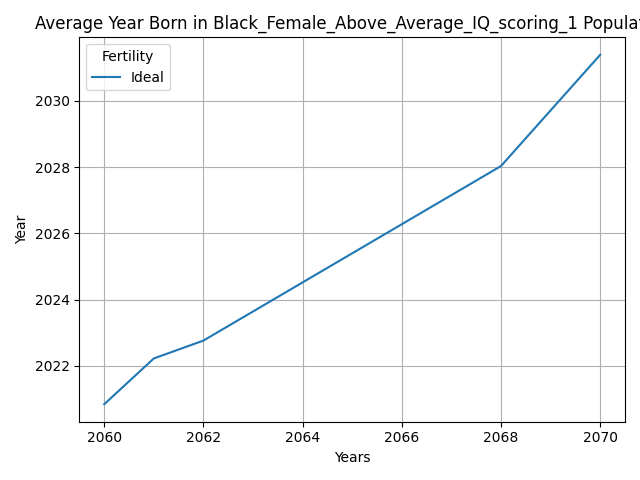 Average Year Born in Black_Female_Above_Average_IQ_scoring_1 Populat
Fertility
Ideal
2030
2028
2026
2024
2022
Year
2060 2062 2064 2066 2068 2070
Years